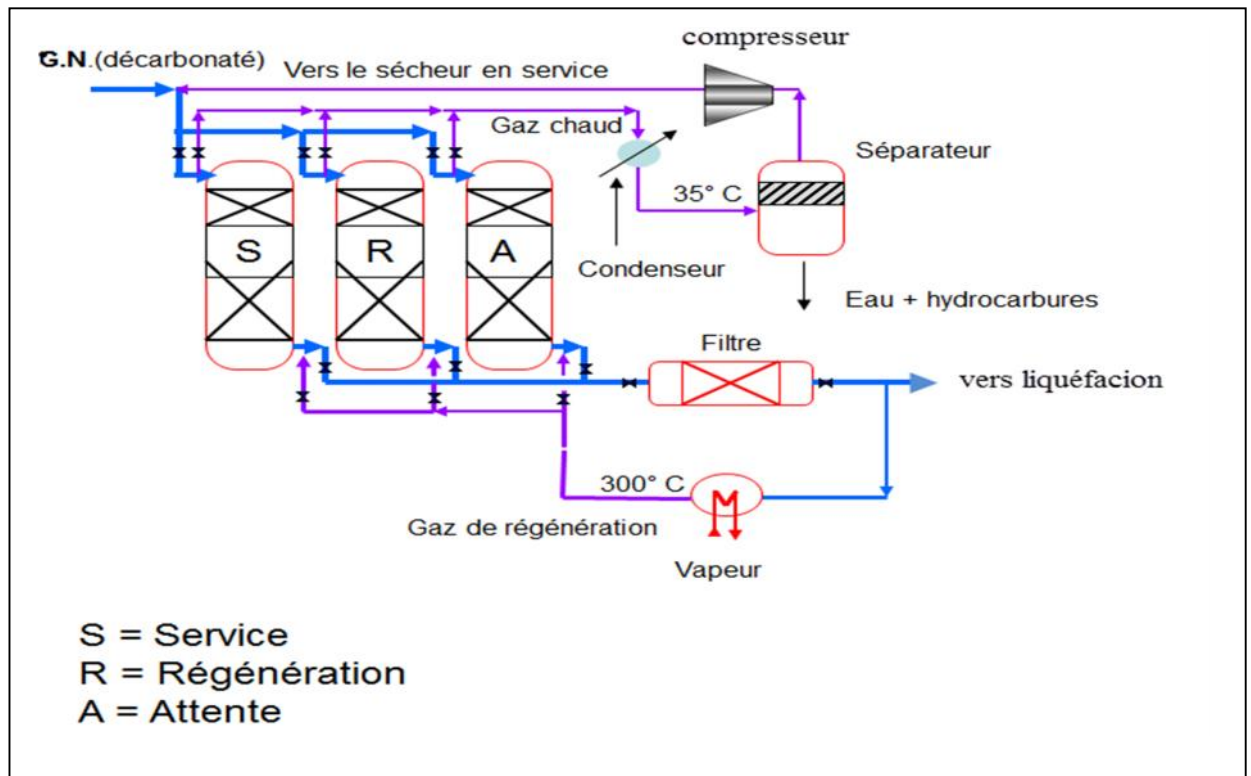 compresseur
G.N.(décarbonaté)
Vers le sécheur en service
Gaz chaud
Séparateur
35° C
S
R
A
Condenseur
Eau + hydrocarbures
Filtre
vers liquéfacion
300° C
Gaz de régénération
Vapeur
S = Service
R = Régénération
A = Attente